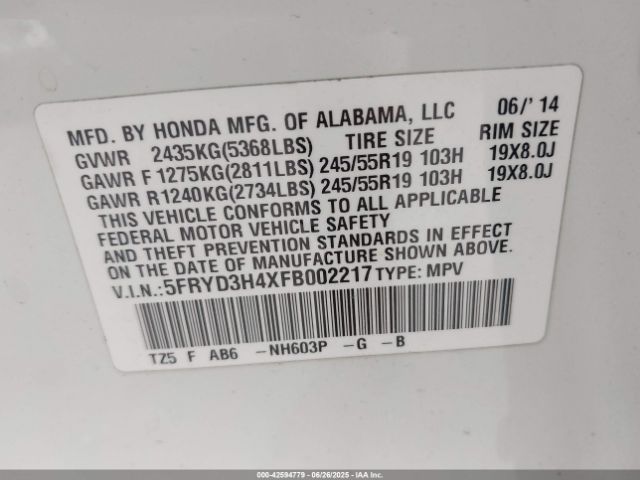 MFD. BY HONDA MFG. OF ALABAMA, LLC 06/'14
GVWR 2435KG(5368LBS) TIRE SIZE RIM SIZE
GAWR F 1275KG(2811LBS) 245/55R19 103H 19X8.0J
GAWR R1240KG(2734LBS) 245/55R19 103H 19X8.0J
THIS VEHICLE CONFORMS TO ALL APPLICABLE
FEDERAL MOTOR VEHICLE SAFETY
AND THEFT PREVENTION STANDARDS IN EFFECT
ON THE DATE OF MANUFACTURE SHOWN ABOVE.
V.I.N.:5FRYD3H4XFB002217 TYPE: MPV
TZ5 F AB6 -NH603P -G -B
000-42594779 | 06/26/2025 - AFFILIATES.HOLDINGS.COPART